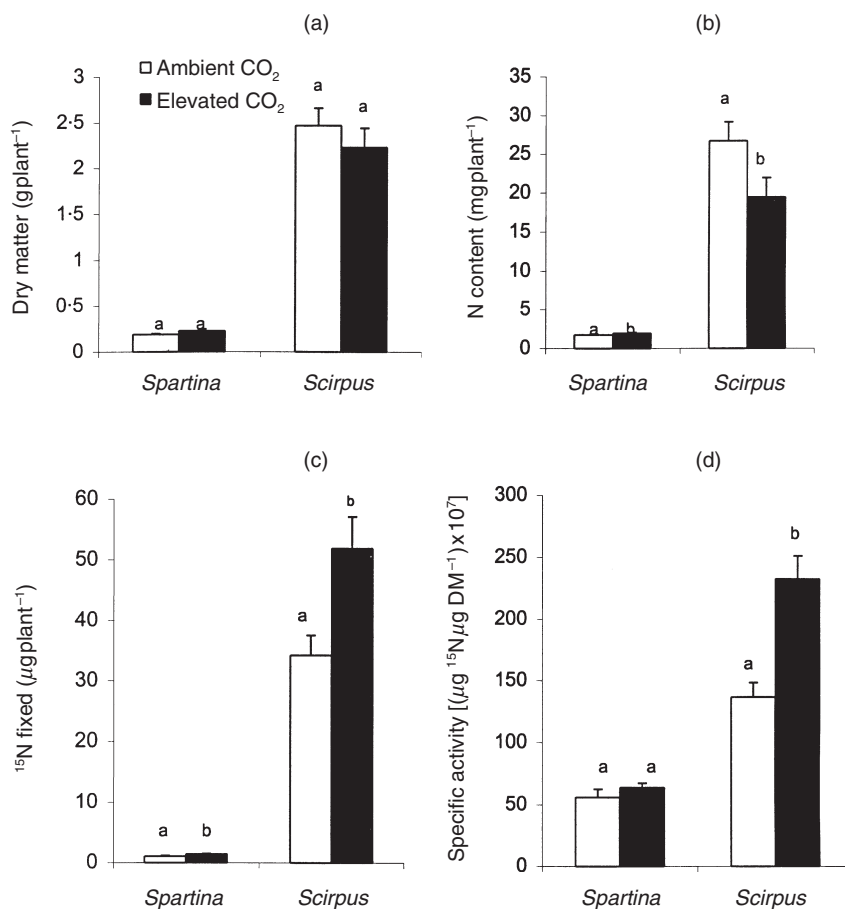 (a)
Ambient CO₂
Elevated CO₂
Dry matter (gplant⁻¹)
3
2·5
2
1·5
1
0·5
0
a
a
a
a
Spartina
Scirpus
(b)
N content (mgplant⁻¹)
35
30
25
20
15
10
5
0
a
b
a
b
Spartina
Scirpus
(c)
¹⁵N fixed (μgplant⁻¹)
60
50
40
30
20
10
0
a
b
a
b
Spartina
Scirpus
(d)
Specific activity [(μg ¹⁵Nμg DM⁻¹) x10⁷]
300
250
200
150
100
50
0
a
a
a
b
Spartina
Scirpus